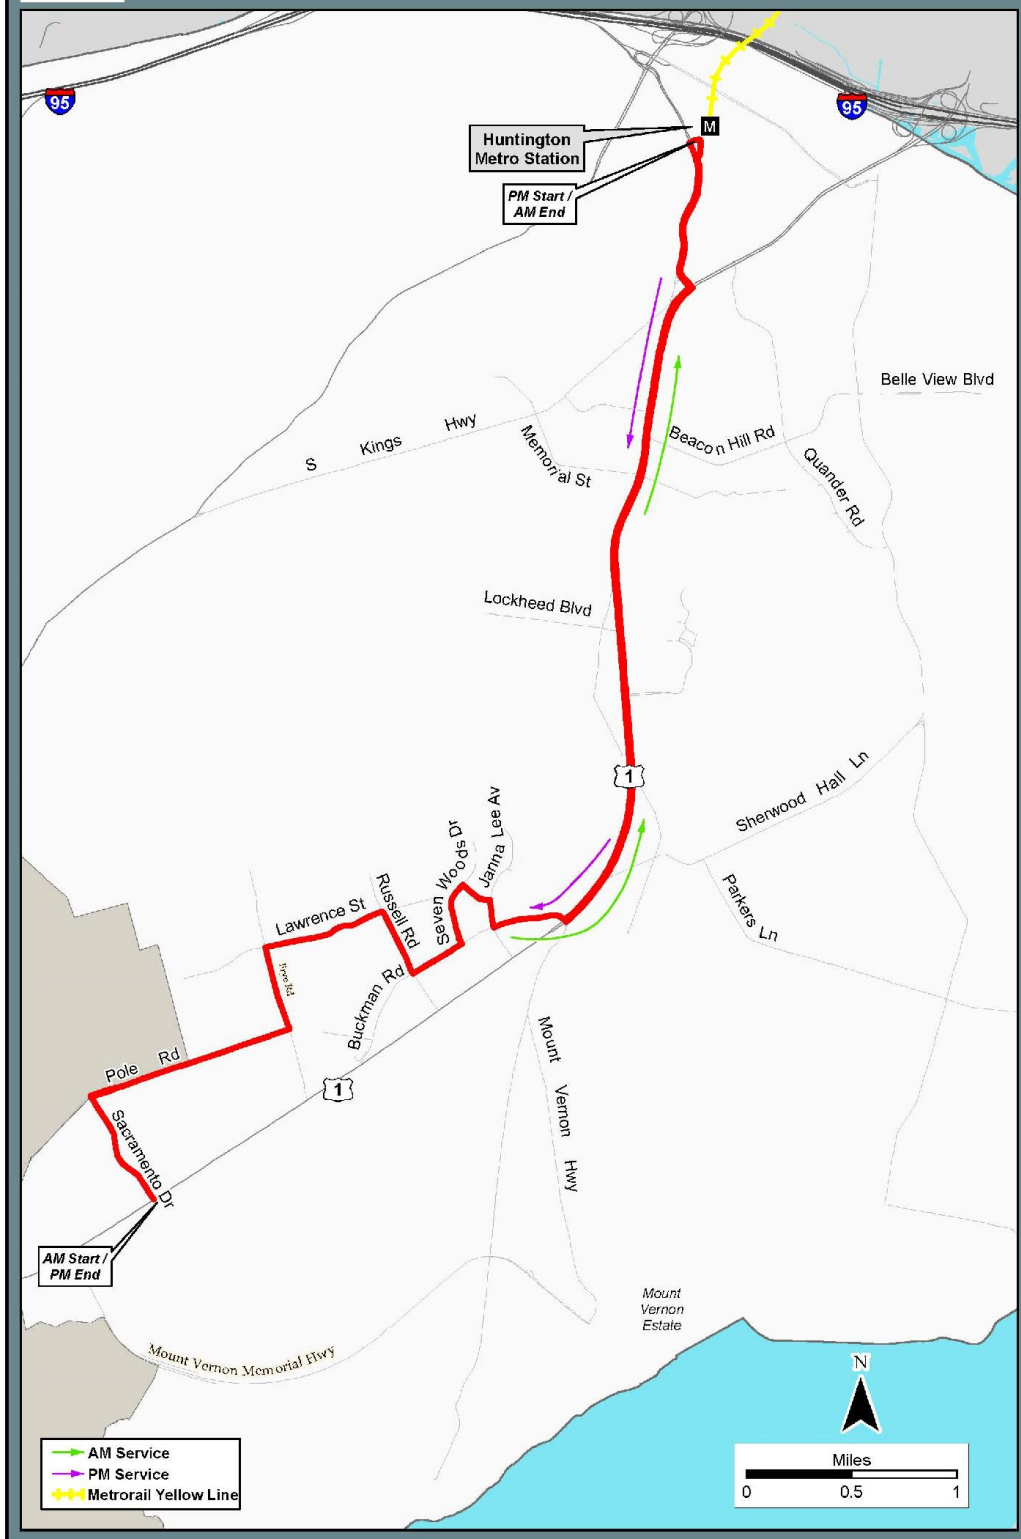 95
95
M
Huntington
Metro Station
PM Start /
AM End
Belle View Blvd
S Kings Hwy
Beacon Hill Rd
Memorial St
Quander Rd
Lockheed Blvd
1
Sherwood Hall Ln
Janna Lee Av
Seven Woods Dr
Russell Rd
Lawrence St
Parkers Ln
Frye Rd
Buckman Rd
Mount Vernon Hwy
Pole Rd
1
Sacramento Dr
AM Start /
PM End
Mount
Vernon
Estate
Mount Vernon Memorial Hwy
N
AM Service
PM Service
Metrorail Yellow Line
Miles
0 0.5 1